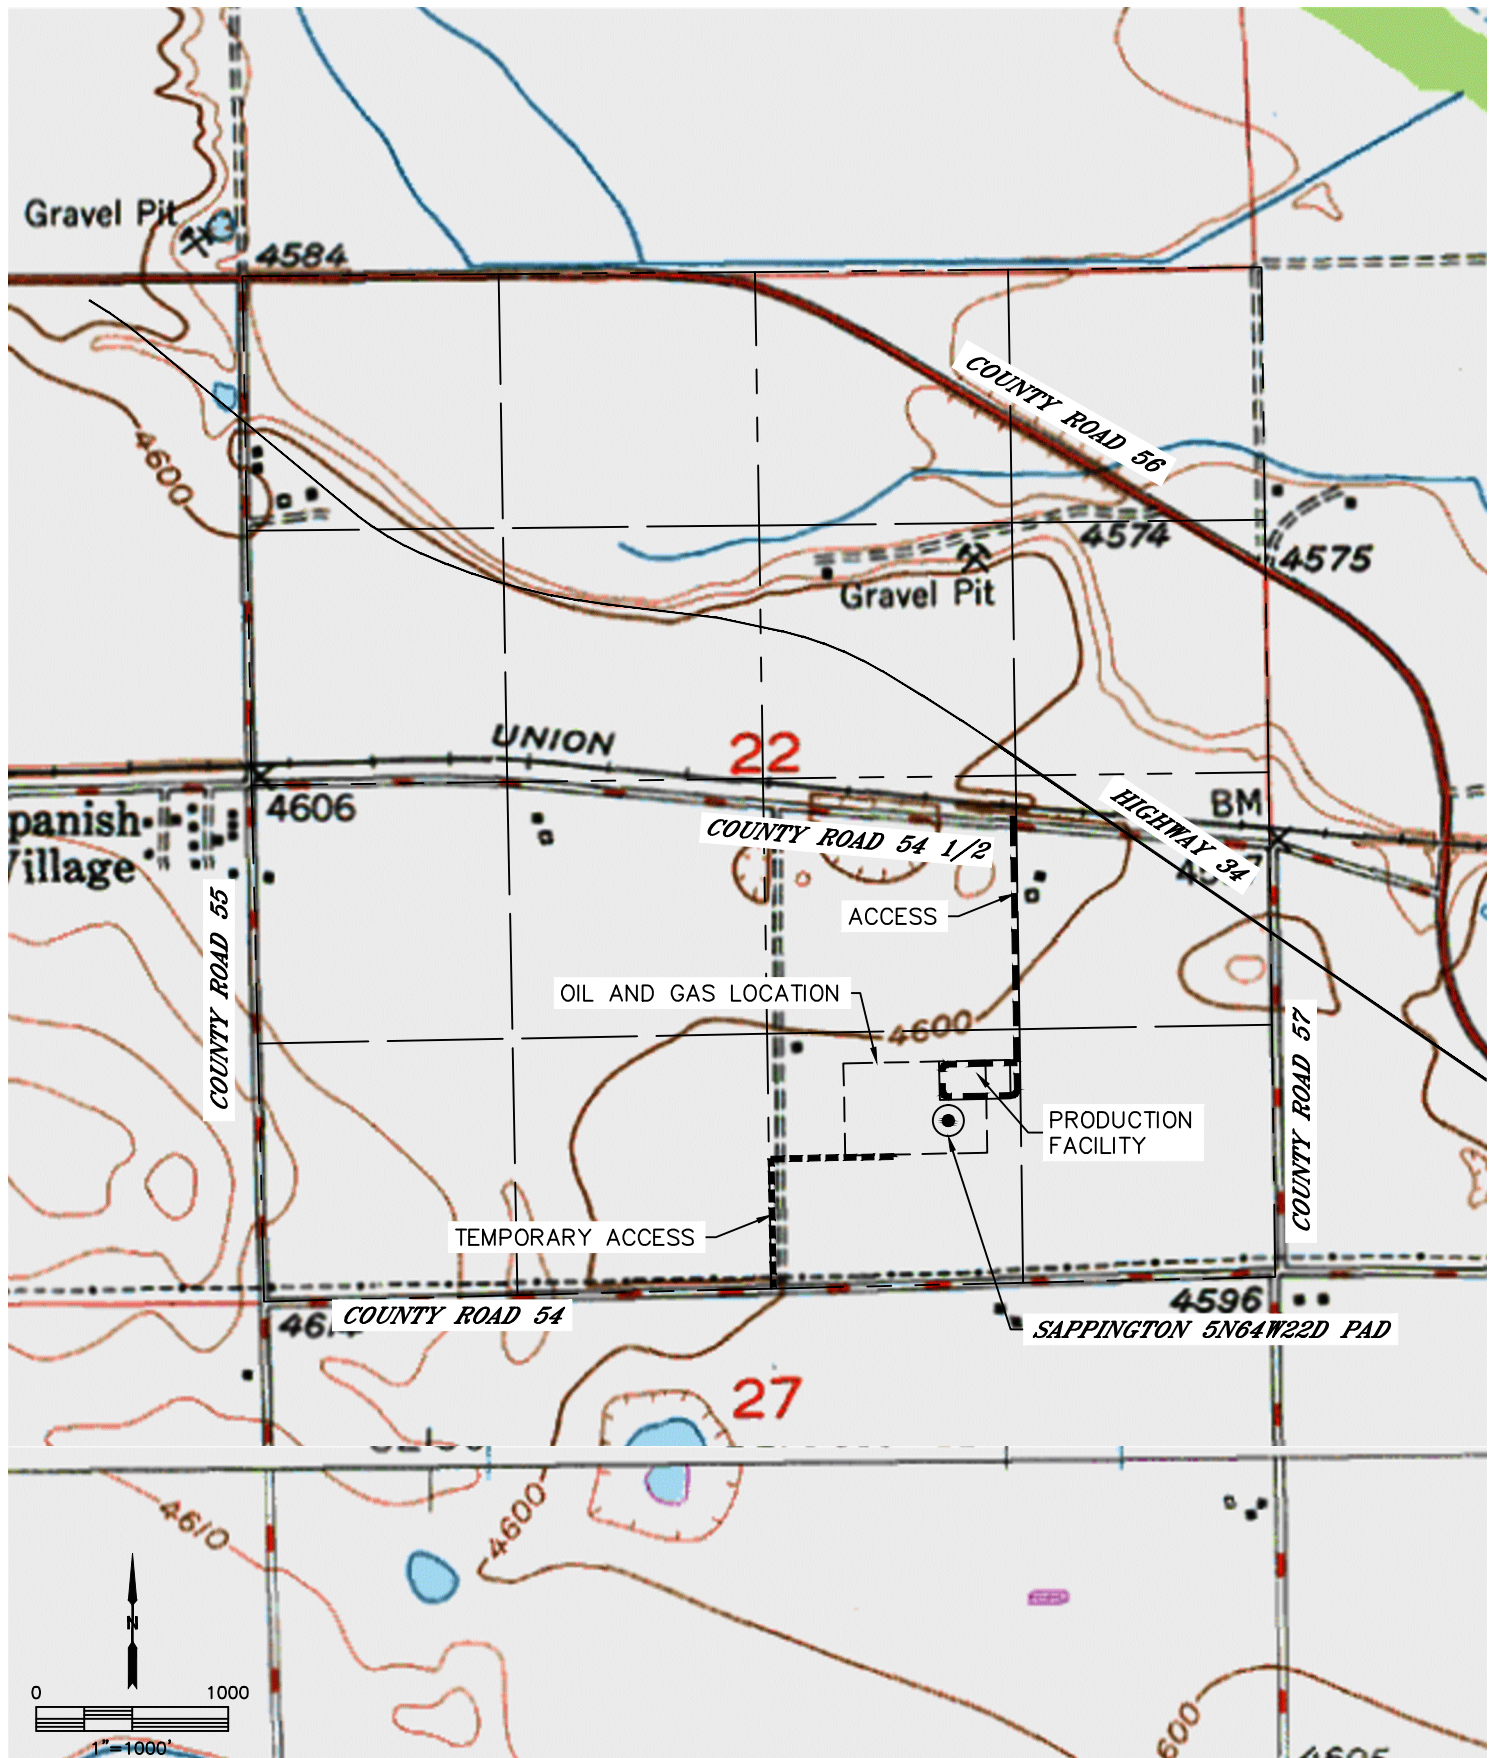 Gravel Pit
4584
COUNTY ROAD 56
4600
4574
4575
Gravel Pit
UNION
22
4606
BM
HIGHWAY 34
COUNTY ROAD 54 1/2
panish
Village
ACCESS
COUNTY ROAD 55
OIL AND GAS LOCATION
4600
COUNTY ROAD 57
PRODUCTION
FACILITY
TEMPORARY ACCESS
4596
COUNTY ROAD 54
SAPPINGTON 5N64W22D PAD
27
4600
4610
N
0 1000
1"=1000'
600
4605